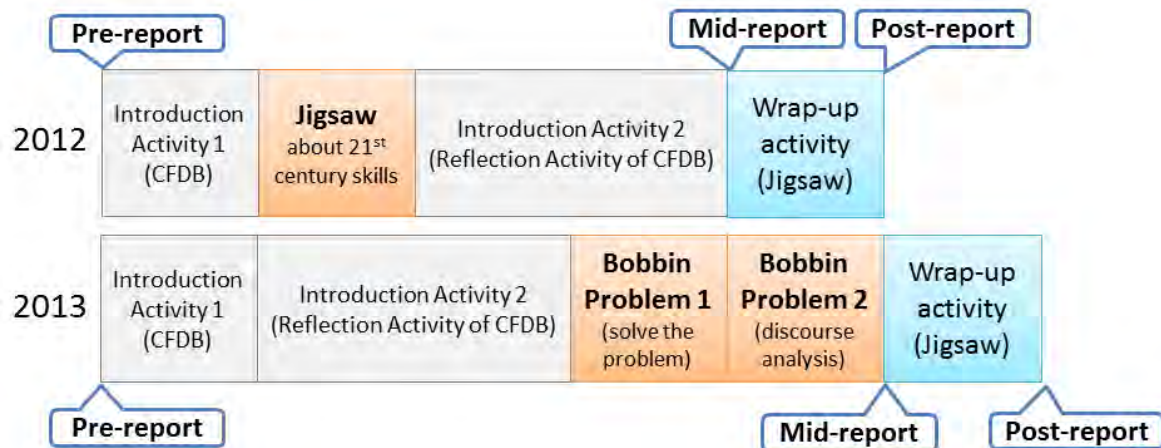 Pre-report
Mid-report
Post-report
2012
Introduction
Activity 1
(CFDB)
Jigsaw
about 21st
century skills
Introduction Activity 2
(Reflection Activity of CFDB)
Wrap-up
activity
(Jigsaw)
2013
Introduction
Activity 1
(CFDB)
Introduction Activity 2
(Reflection Activity of CFDB)
Bobbin
Problem 1
(solve the
problem)
Bobbin
Problem 2
(discourse
analysis)
Wrap-up
activity
(Jigsaw)
Pre-report
Mid-report
Post-report